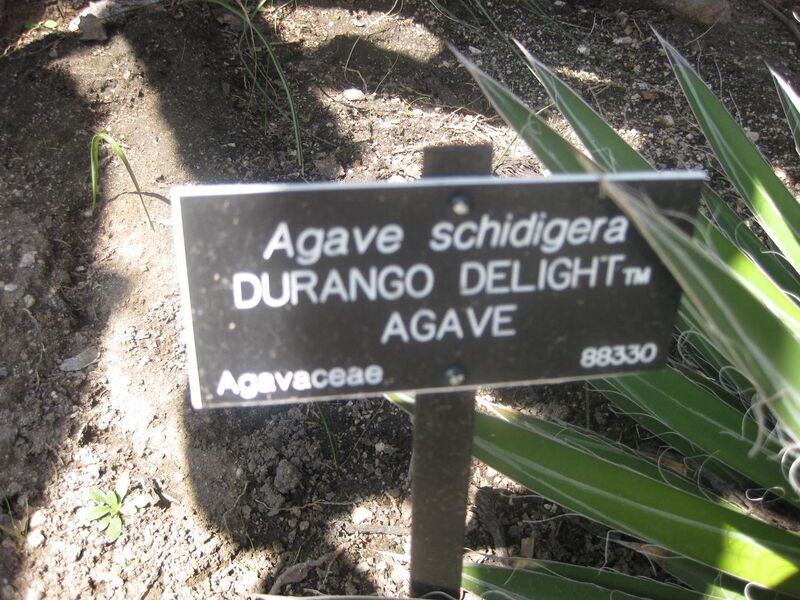 Agave schidigera
DURANGO DELIGHT™
AGAVE
Agavaceae 88330